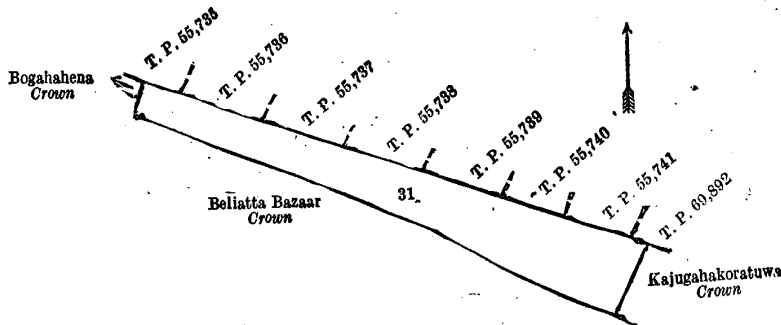 T. P. 55,735
T. P. 55,736
T. P. 55,737
T. P. 55,738
T. P. 55,739
T. P. 55,740
T. P. 55,741
T. P. 69,892
Bogahahena
Crown
31
Beliatta Bazaar
Crown
Kajugahakoratuwa
Crown